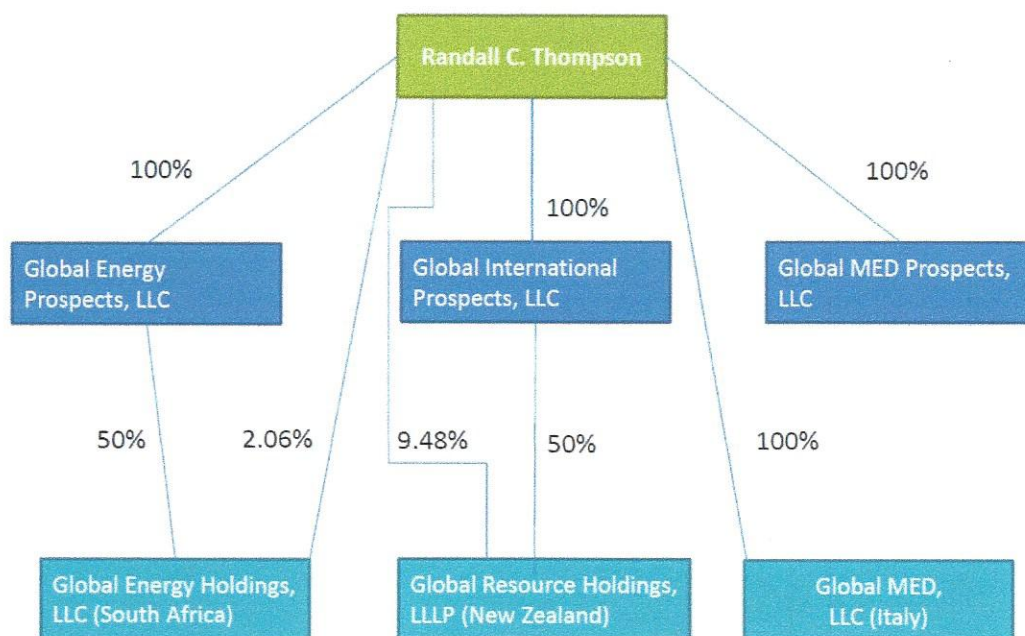 Randall C. Thompson
100%
100%
100%
Global Energy
Prospects, LLC
Global International
Prospects, LLC
Global MED Prospects,
LLC
50%
2.06%
9.48%
50%
100%
Global Energy Holdings,
LLC (South Africa)
Global Resource Holdings,
LLLP (New Zealand)
Global MED,
LLC (Italy)